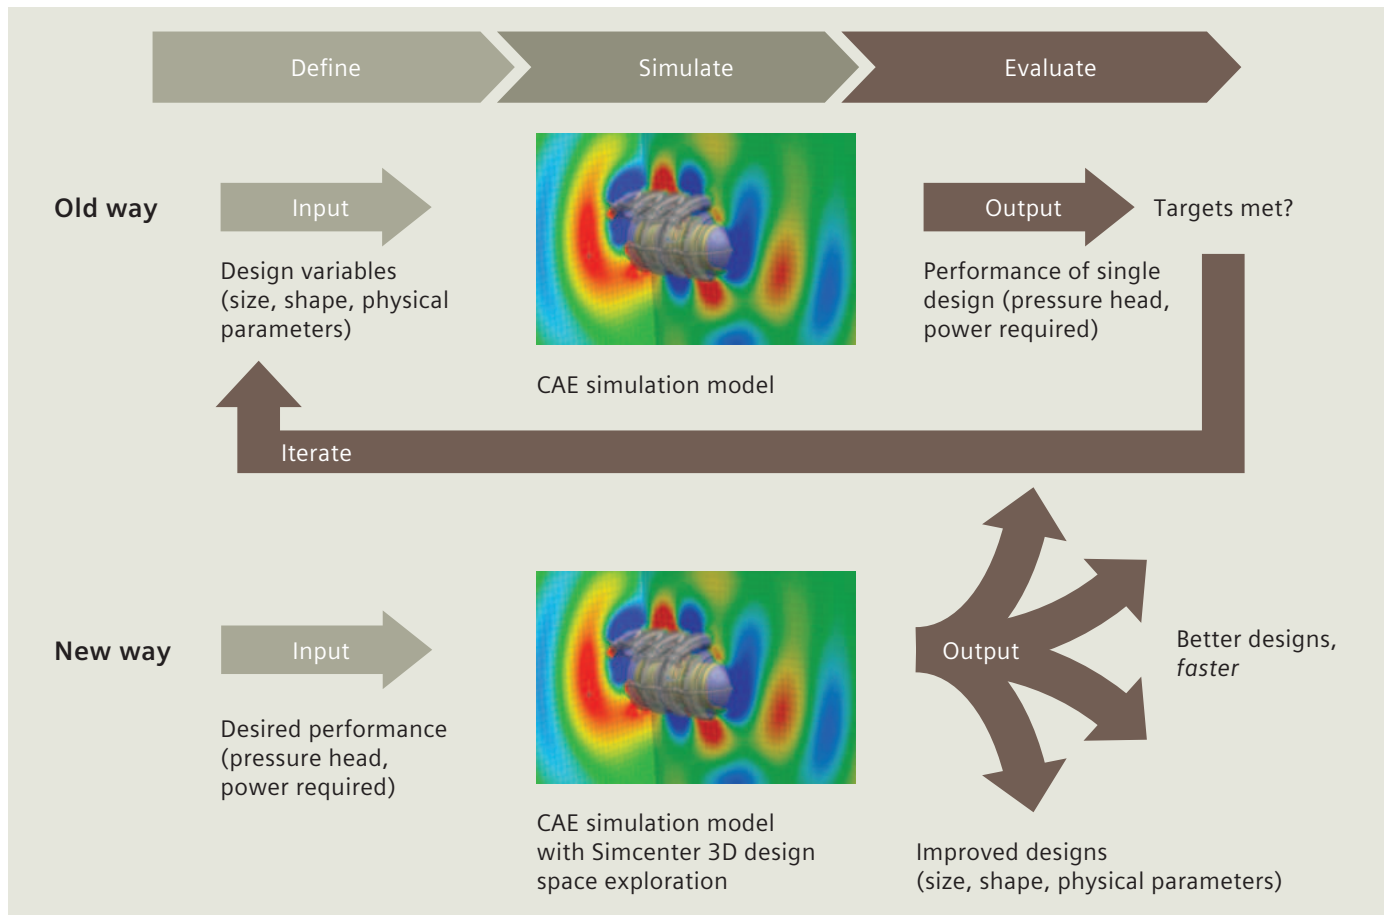 Define
Simulate
Evaluate
Old way
Input
Output
Targets met?
Design variables
(size, shape, physical
parameters)
CAE simulation model
Performance of single
design (pressure head,
power required)
Iterate
New way
Input
Output
Better designs,
faster
Desired performance
(pressure head,
power required)
CAE simulation model
with Simcenter 3D design
space exploration
Improved designs
(size, shape, physical parameters)